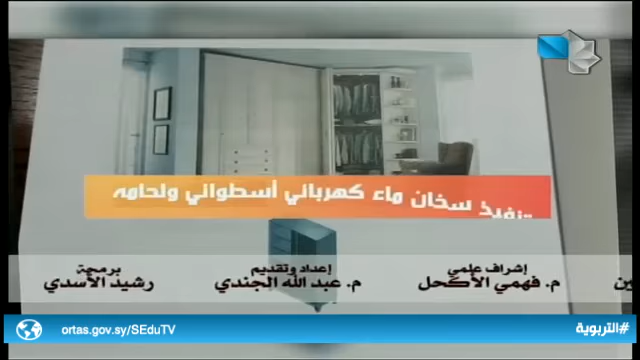 تنفيذ سخان ماء كهربائي أسطواني ولحامه
إشراف علمي
م. فهمي الأكحل
إعداد وتقديم
م. عبد الله الجندي
برمجة
رشيد الأسدي
#التربوية
ortas.gov.sy/SEduTV